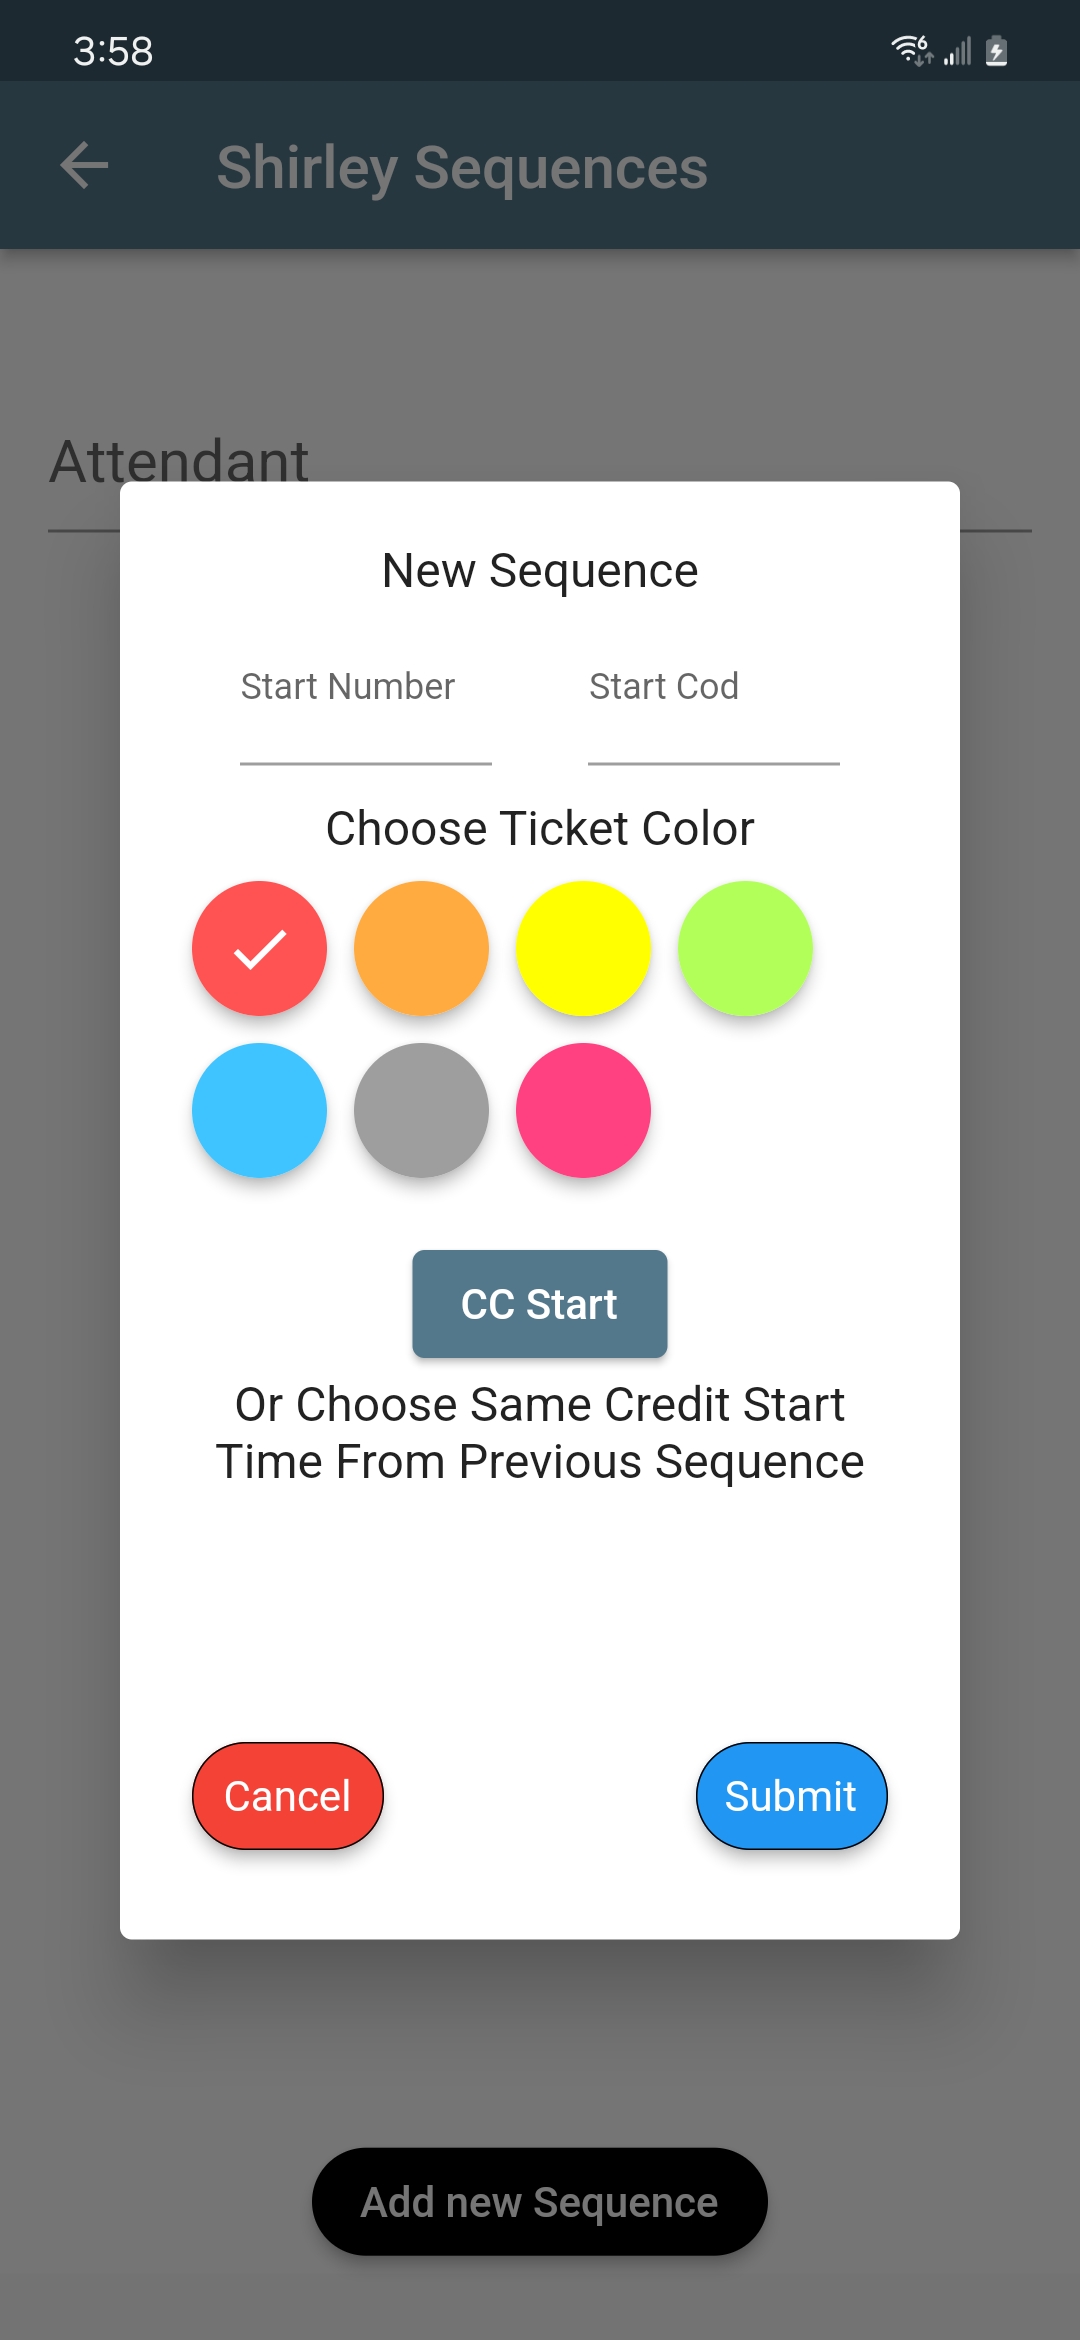 3:58
6
Shirley Sequences
Attendant
New Sequence
Start Number Start Cod
Choose Ticket Color
CC Start
Or Choose Same Credit Start
Time From Previous Sequence
Cancel Submit
Add new Sequence